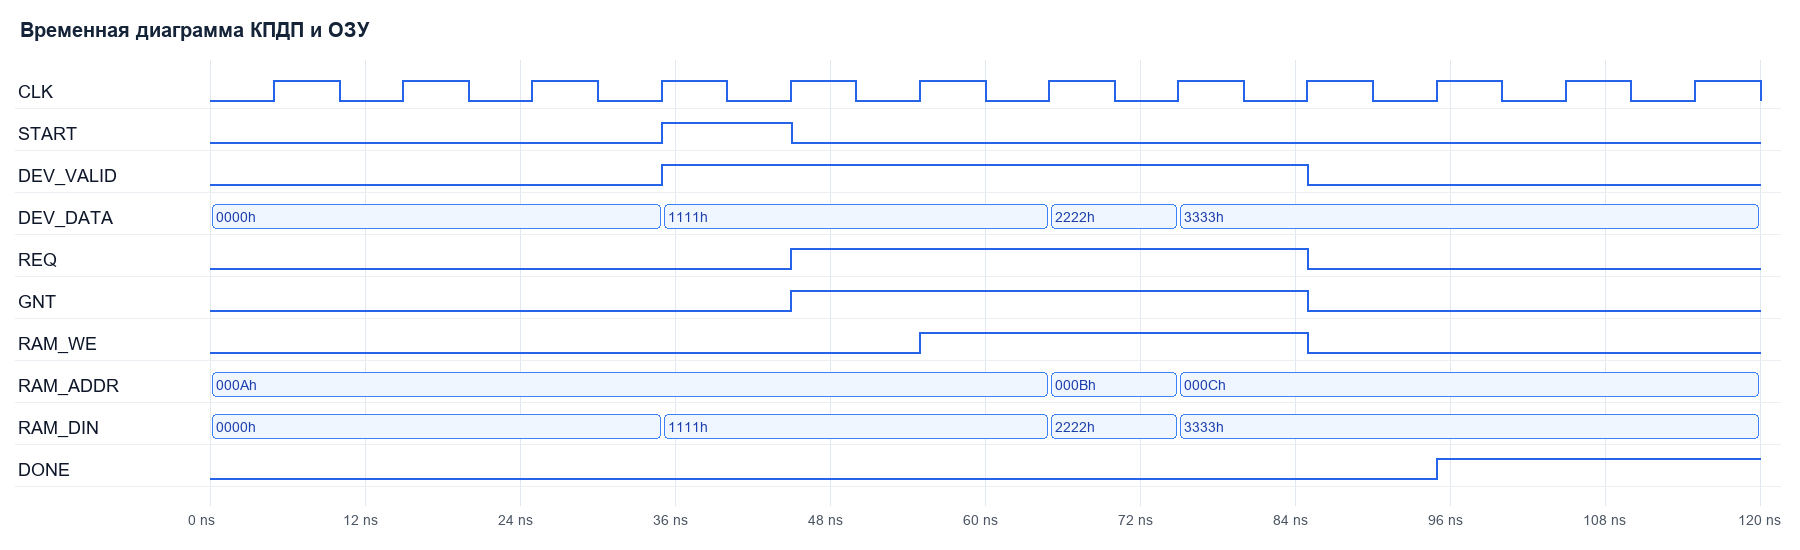 Временная диаграмма КПДП и ОЗУ
CLK
START
DEV_VALID
DEV_DATA 0000h 1111h 2222h 3333h
REQ
GNT
RAM_WE
RAM_ADDR 000Ah 000Bh 000Ch
RAM_DIN 0000h 1111h 2222h 3333h
DONE
0 ns 12 ns 24 ns 36 ns 48 ns 60 ns 72 ns 84 ns 96 ns 108 ns 120 ns